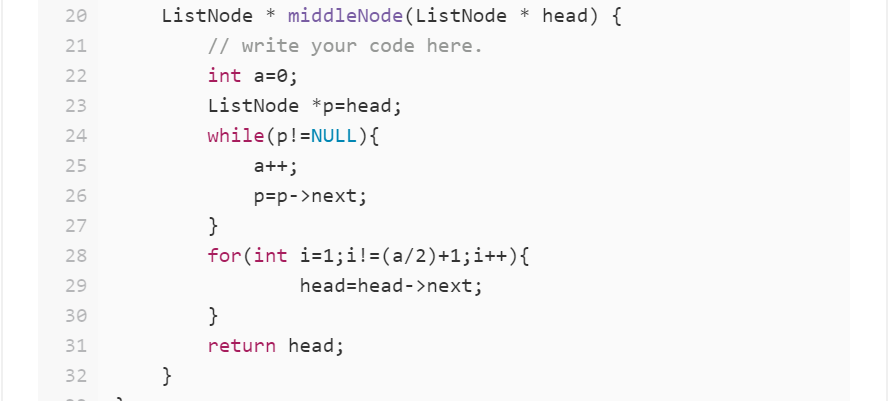 20 ListNode * middleNode(ListNode * head) {
21 // write your code here.
22 int a=0;
23 ListNode *p=head;
24 while(p!=NULL){
25 a++;
26 p=p->next;
27 }
28 for(int i=1;i!=(a/2)+1;i++){
29 head=head->next;
30 }
31 return head;
32 }